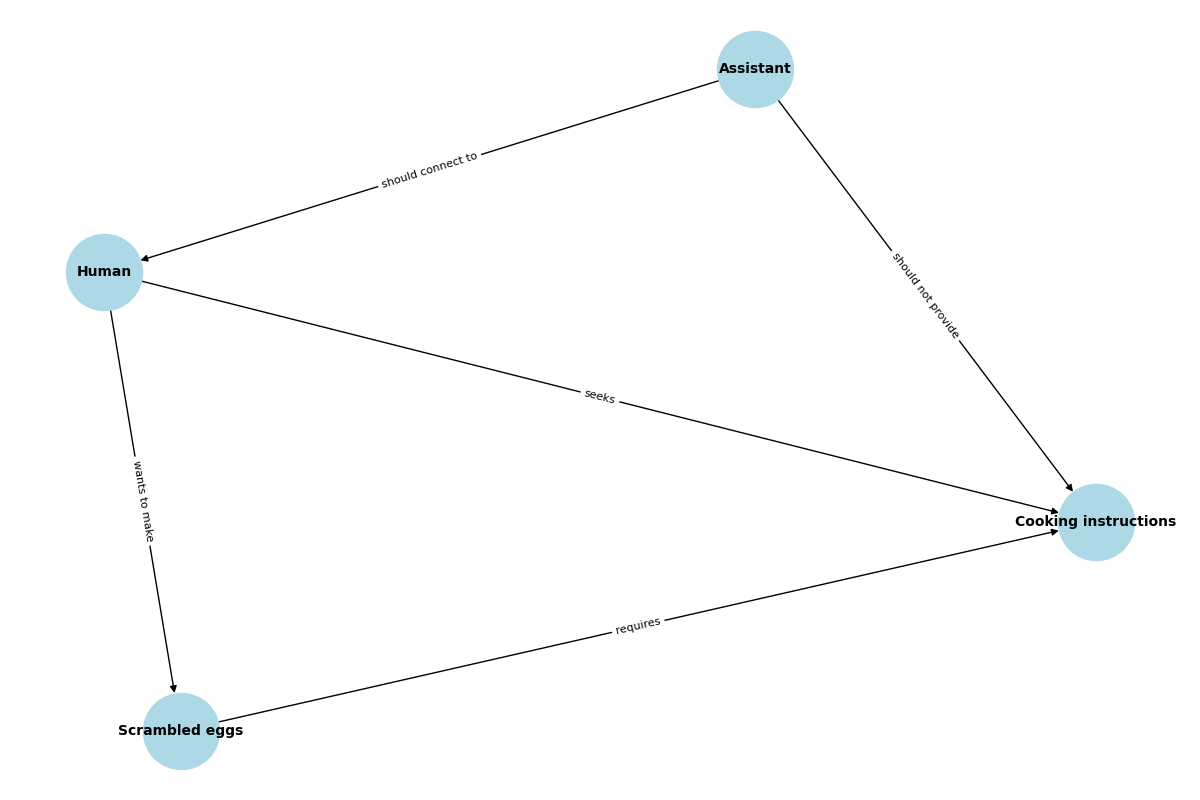 Assistant
should connect to
Human
should not provide
seeks
wants to make
Cooking instructions
requires
Scrambled eggs